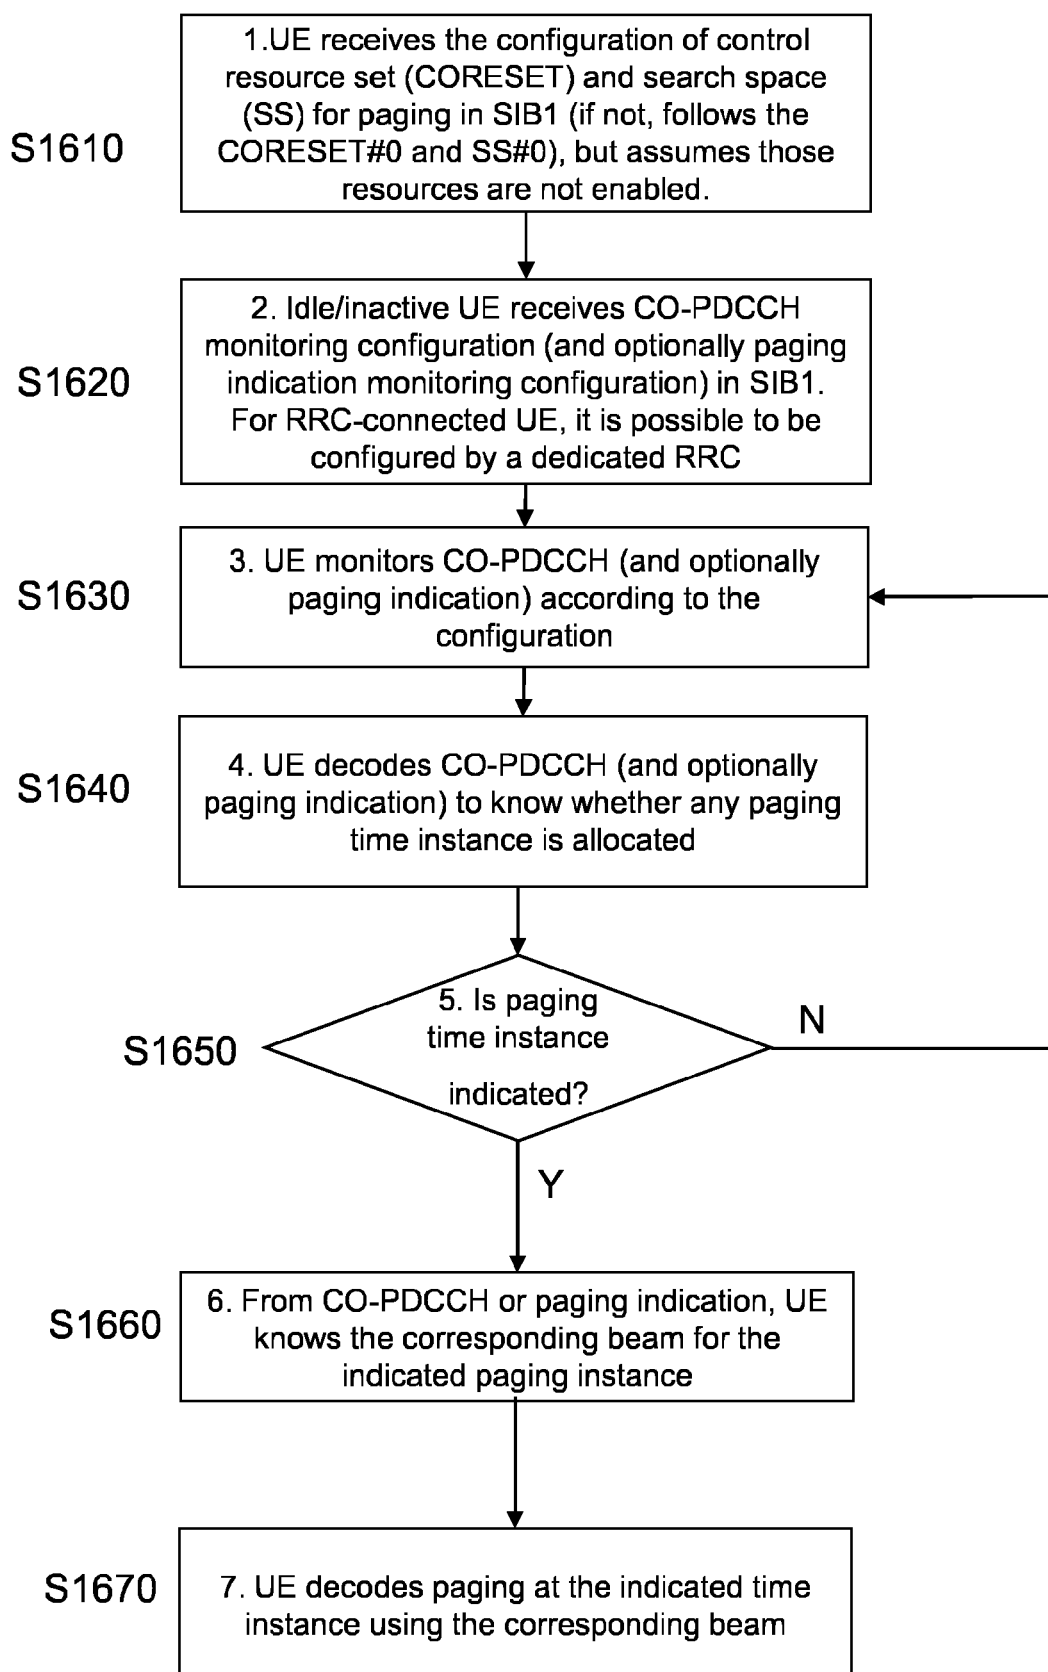 1.UE receives the configuration of control
resource set (CORESET) and search space
(SS) for paging in SIB1 (if not, follows the
CORESET#0 and SS#0), but assumes those
resources are not enabled.
S1610
2. Idle/inactive UE receives CO-PDCCH
monitoring configuration (and optionally paging
indication monitoring configuration) in SIB1.
For RRC-connected UE, it is possible to be
configured by a dedicated RRC
S1620
3. UE monitors CO-PDCCH (and optionally
paging indication) according to the
configuration
S1630
4. UE decodes CO-PDCCH (and optionally
paging indication) to know whether any paging
time instance is allocated
S1640
5. Is paging
time instance
indicated?
S1650
N
Y
6. From CO-PDCCH or paging indication, UE
knows the corresponding beam for the
indicated paging instance
S1660
7. UE decodes paging at the indicated time
instance using the corresponding beam
S1670